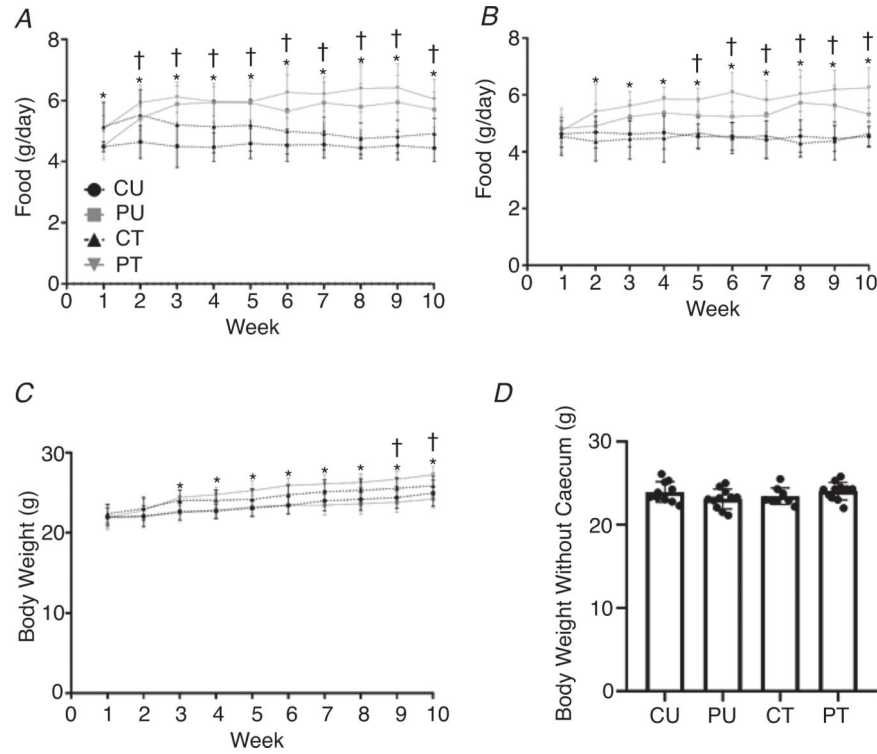 A
† † † † † † † † †
* * * * * * * * * *
8
6
4
2
0
Food (g/day)
CU
PU
CT
PT
0 1 2 3 4 5 6 7 8 9 10
Week
B
† † † † † †
* * * * * * * * *
8
6
4
2
0
Food (g/day)
0 1 2 3 4 5 6 7 8 9 10
Week
C
† †
* * * * * * * *
30
20
10
0
Body Weight (g)
0 1 2 3 4 5 6 7 8 9 10
Week
D
30
20
10
0
Body Weight Without Caecum (g)
CU PU CT PT